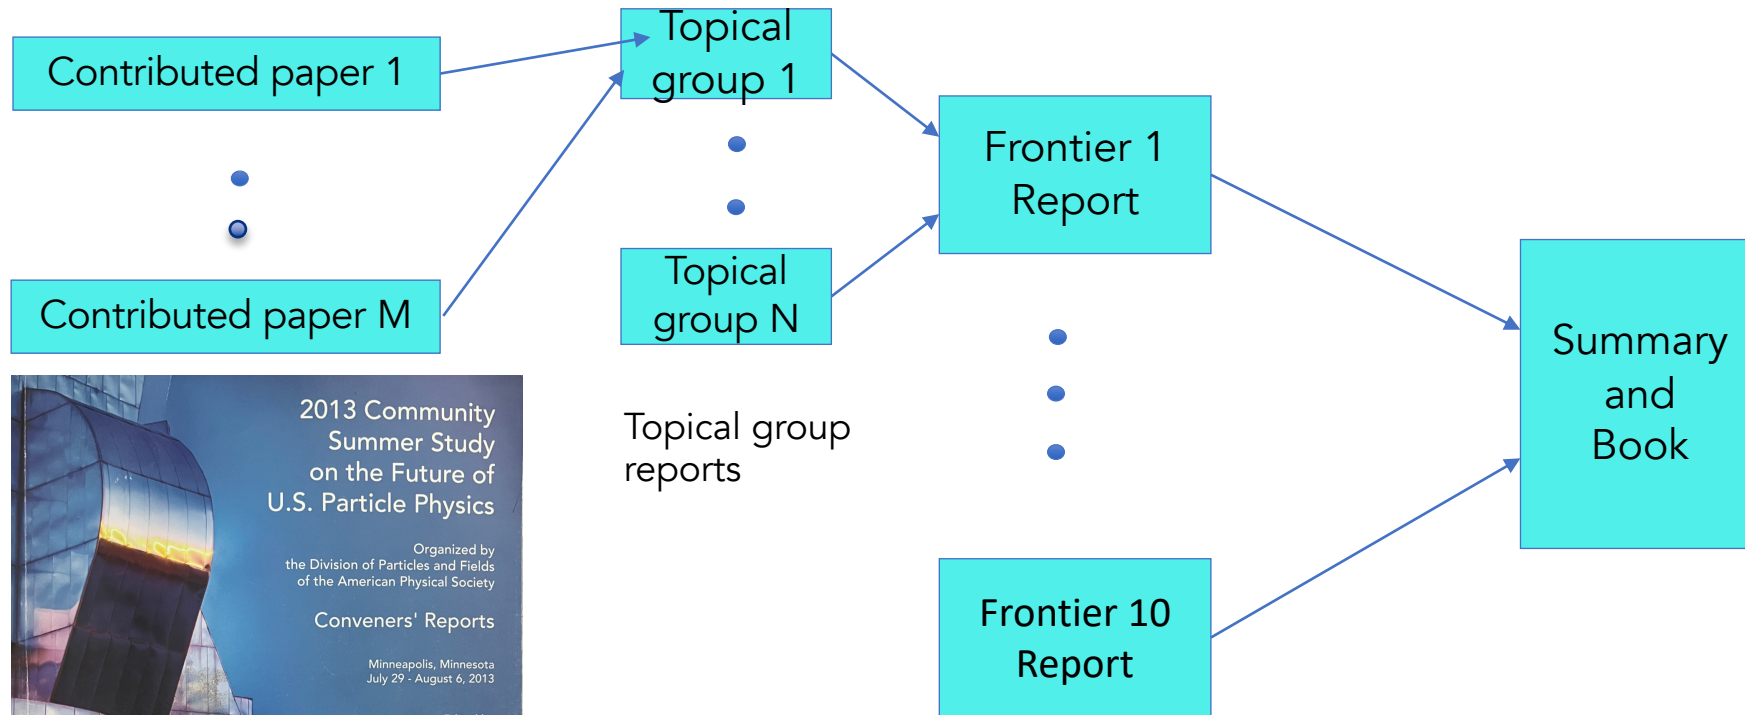 Contributed paper 1
Contributed paper M
Topical
group 1
Topical
group N
Topical group
reports
Frontier 1
Report
Frontier 10
Report
Summary
and
Book
2013 Community
Summer Study
on the Future of
U.S. Particle Physics
Organized by
the Division of Particles and Fields
of the American Physical Society
Conveners' Reports
Minneapolis, Minnesota
July 29 - August 6, 2013